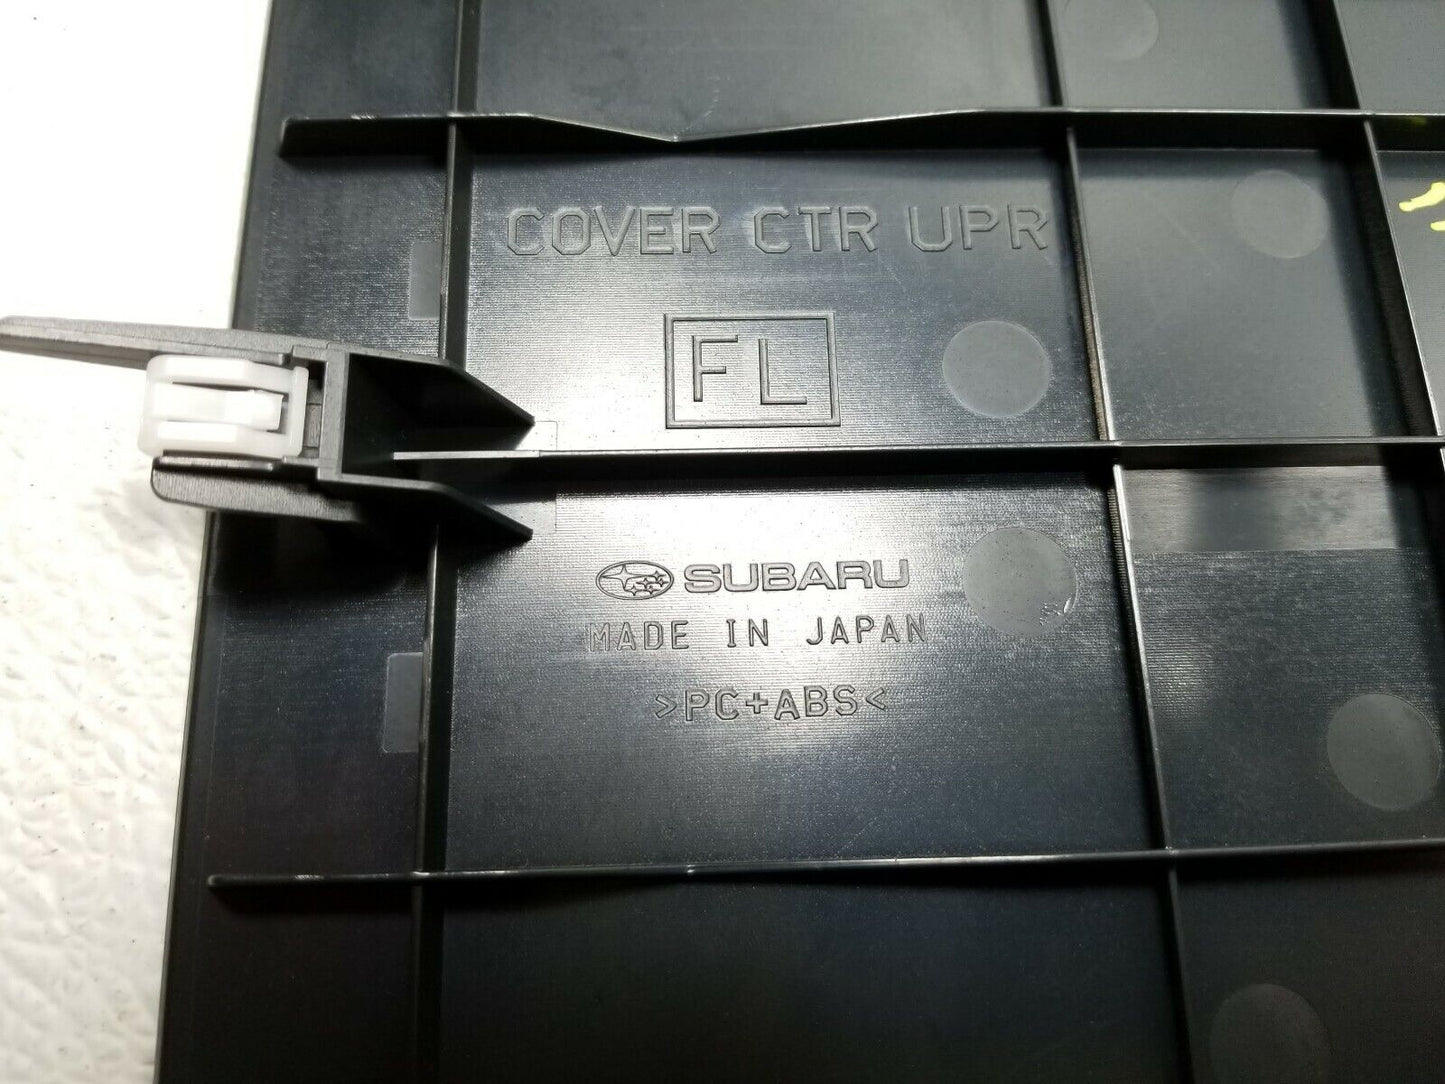 COVER CTR UPR
FL
SUBARU
MADE IN JAPAN
>PC+ABS<